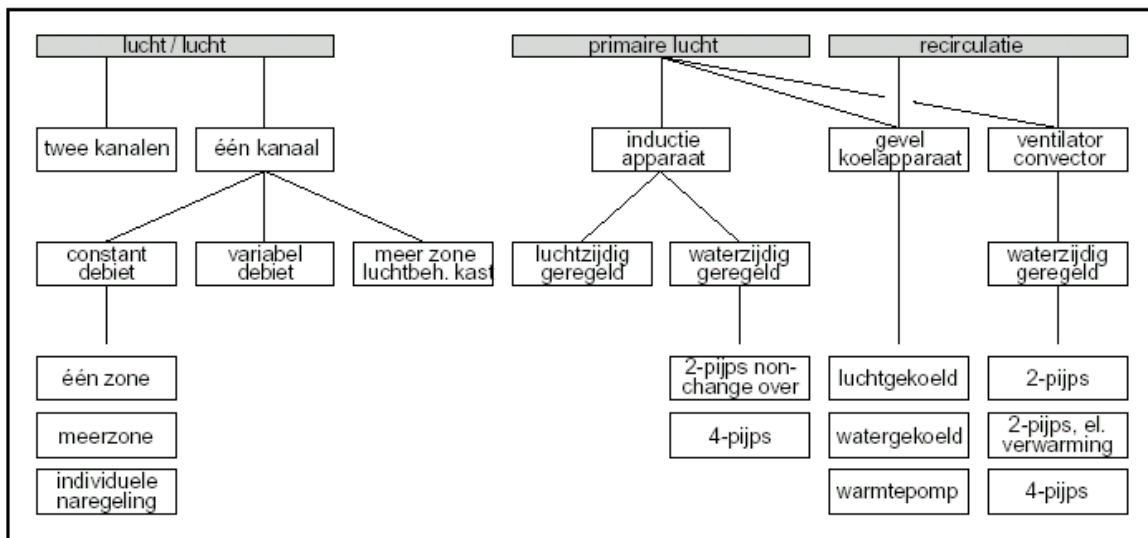 lucht / lucht
primaire lucht
recirculatie
twee kanalen
één kanaal
inductie
apparaat
gevel
koelapparaat
ventilator
convector
constant
debiet
variabel
debiet
meer zone
luchtbeh. kast
luchtzijdig
geregeld
waterzijdig
geregeld
waterzijdig
geregeld
één zone
2-pijps non-
change over
luchtgekoeld
2-pijps
meerzone
4-pijps
watergekoeld
2-pijps, el.
verwarming
individuele
naregeling
warmtepomp
4-pijps